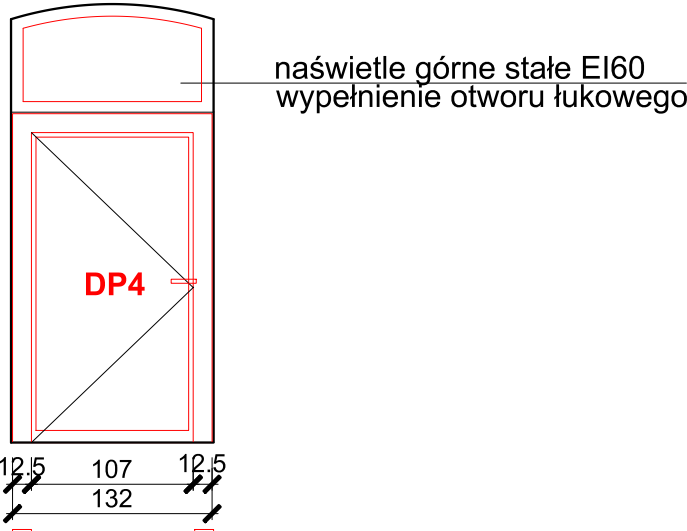 naświetle górne stałe EI60
wypełnienie otworu łukowego
DP4
12.5 107 12.5
132